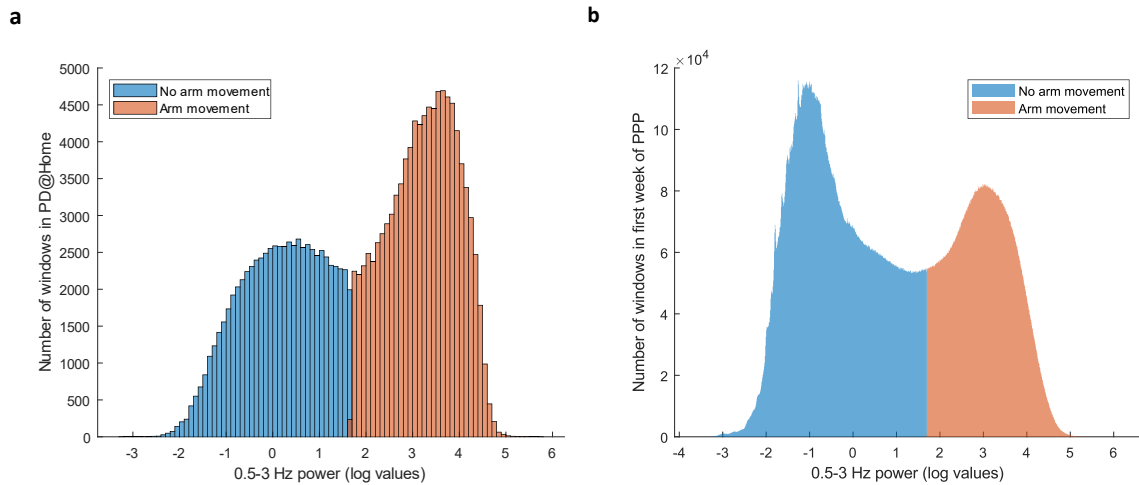 a
Number of windows in PD@Home
5000
4500
4000
3500
3000
2500
2000
1500
1000
500
0
No arm movement
Arm movement
-3 -2 -1 0 1 2 3 4 5 6
0.5-3 Hz power (log values)
b
Number of windows in first week of PPP
×10⁴
12
10
8
6
4
2
0
No arm movement
Arm movement
-4 -3 -2 -1 0 1 2 3 4 5 6
0.5-3 Hz power (log values)